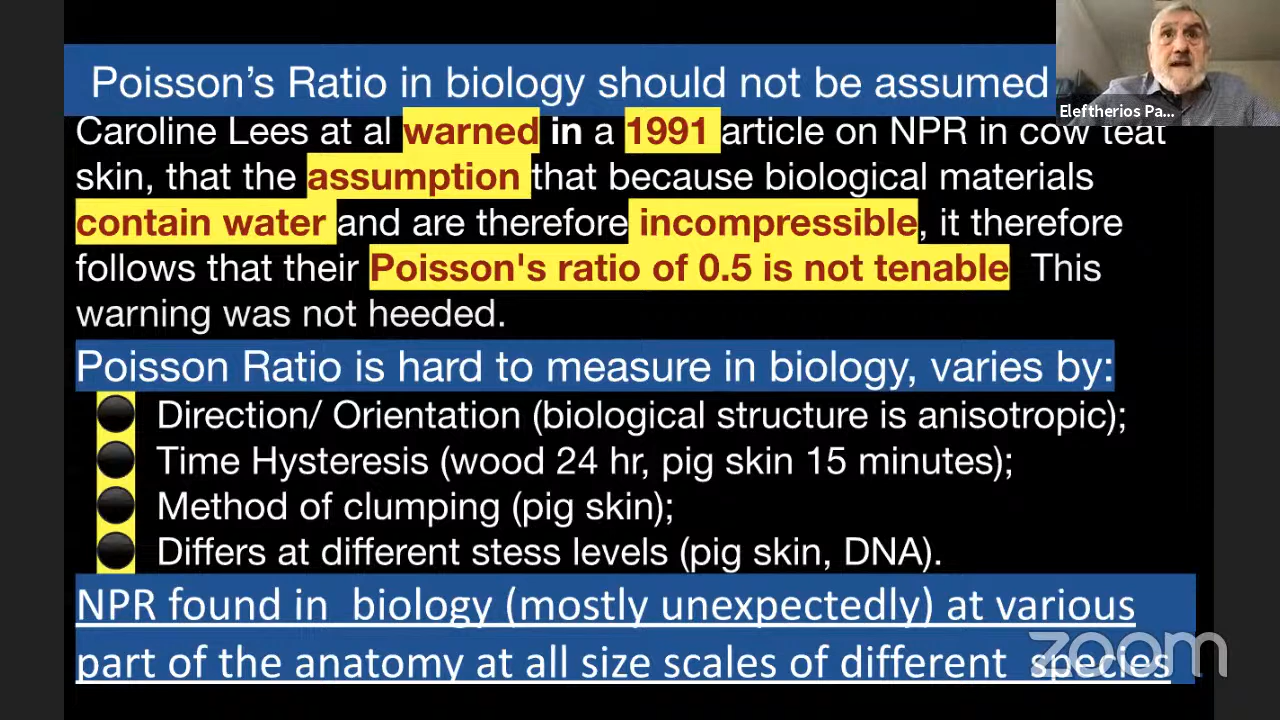 Poisson's Ratio in biology should not be assumed
Eleftherios Pa...
Caroline Lees at al warned in a 1991 article on NPR in cow teat
skin, that the assumption that because biological materials
contain water and are therefore incompressible, it therefore
follows that their Poisson's ratio of 0.5 is not tenable This
warning was not heeded.
Poisson Ratio is hard to measure in biology, varies by:
Direction/ Orientation (biological structure is anisotropic);
Time Hysteresis (wood 24 hr, pig skin 15 minutes);
Method of clumping (pig skin);
Differs at different stess levels (pig skin, DNA).
NPR found in biology (mostly unexpectedly) at various
part of the anatomy at all size scales of different species
zoom